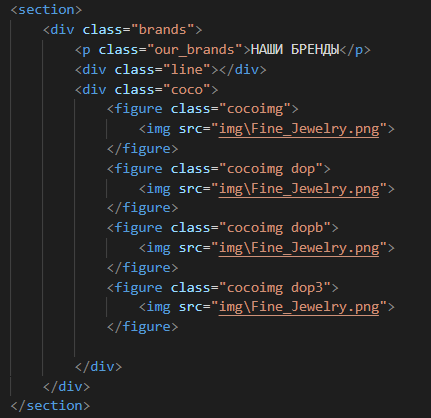 <section>
<div class="brands">
<p class="our_brands">НАШИ БРЕНДЫ</p>
<div class="line"></div>
<div class="coco">
<figure class="cocoimg">
<img src="img\Fine_Jewelry.png">
</figure>
<figure class="cocoimg dop">
<img src="img\Fine_Jewelry.png">
</figure>
<figure class="cocoimg dopb">
<img src="img\Fine_Jewelry.png">
</figure>
<figure class="cocoimg dop3">
<img src="img\Fine_Jewelry.png">
</figure>
</div>
</div>
</section>